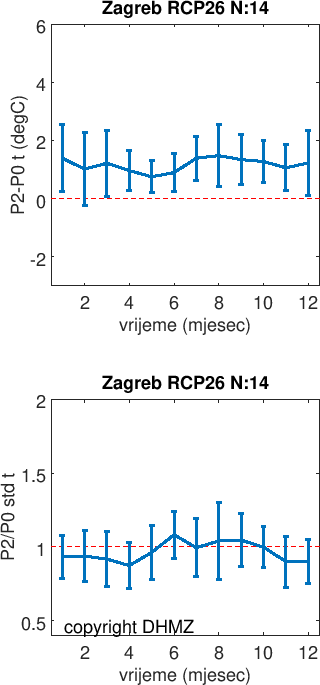 Zagreb RCP26 N:14
P2-P0 t (degC)
6
4
2
0
-2
2 4 6 8 10 12
vrijeme (mjesec)
Zagreb RCP26 N:14
P2/P0 std t
2
1.5
1
0.5
copyright DHMZ
2 4 6 8 10 12
vrijeme (mjesec)